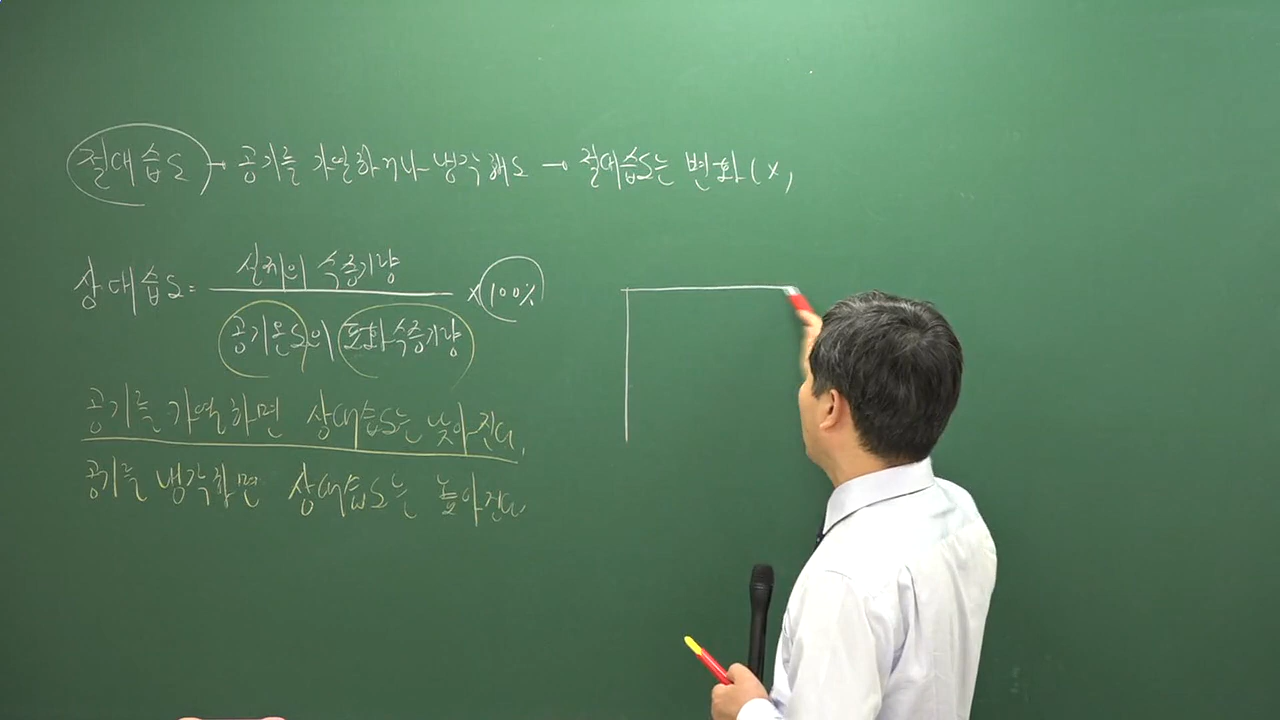 절대습도 → 공기를 가열하거나 냉각해도 → 절대습도는 변화(x)
상대습도 = 실제의 수증기량 / 공기온도의 포화수증기량 × 100%
공기를 가열하면 상대습도는 낮아진다.
공기를 냉각하면 상대습도는 높아진다.